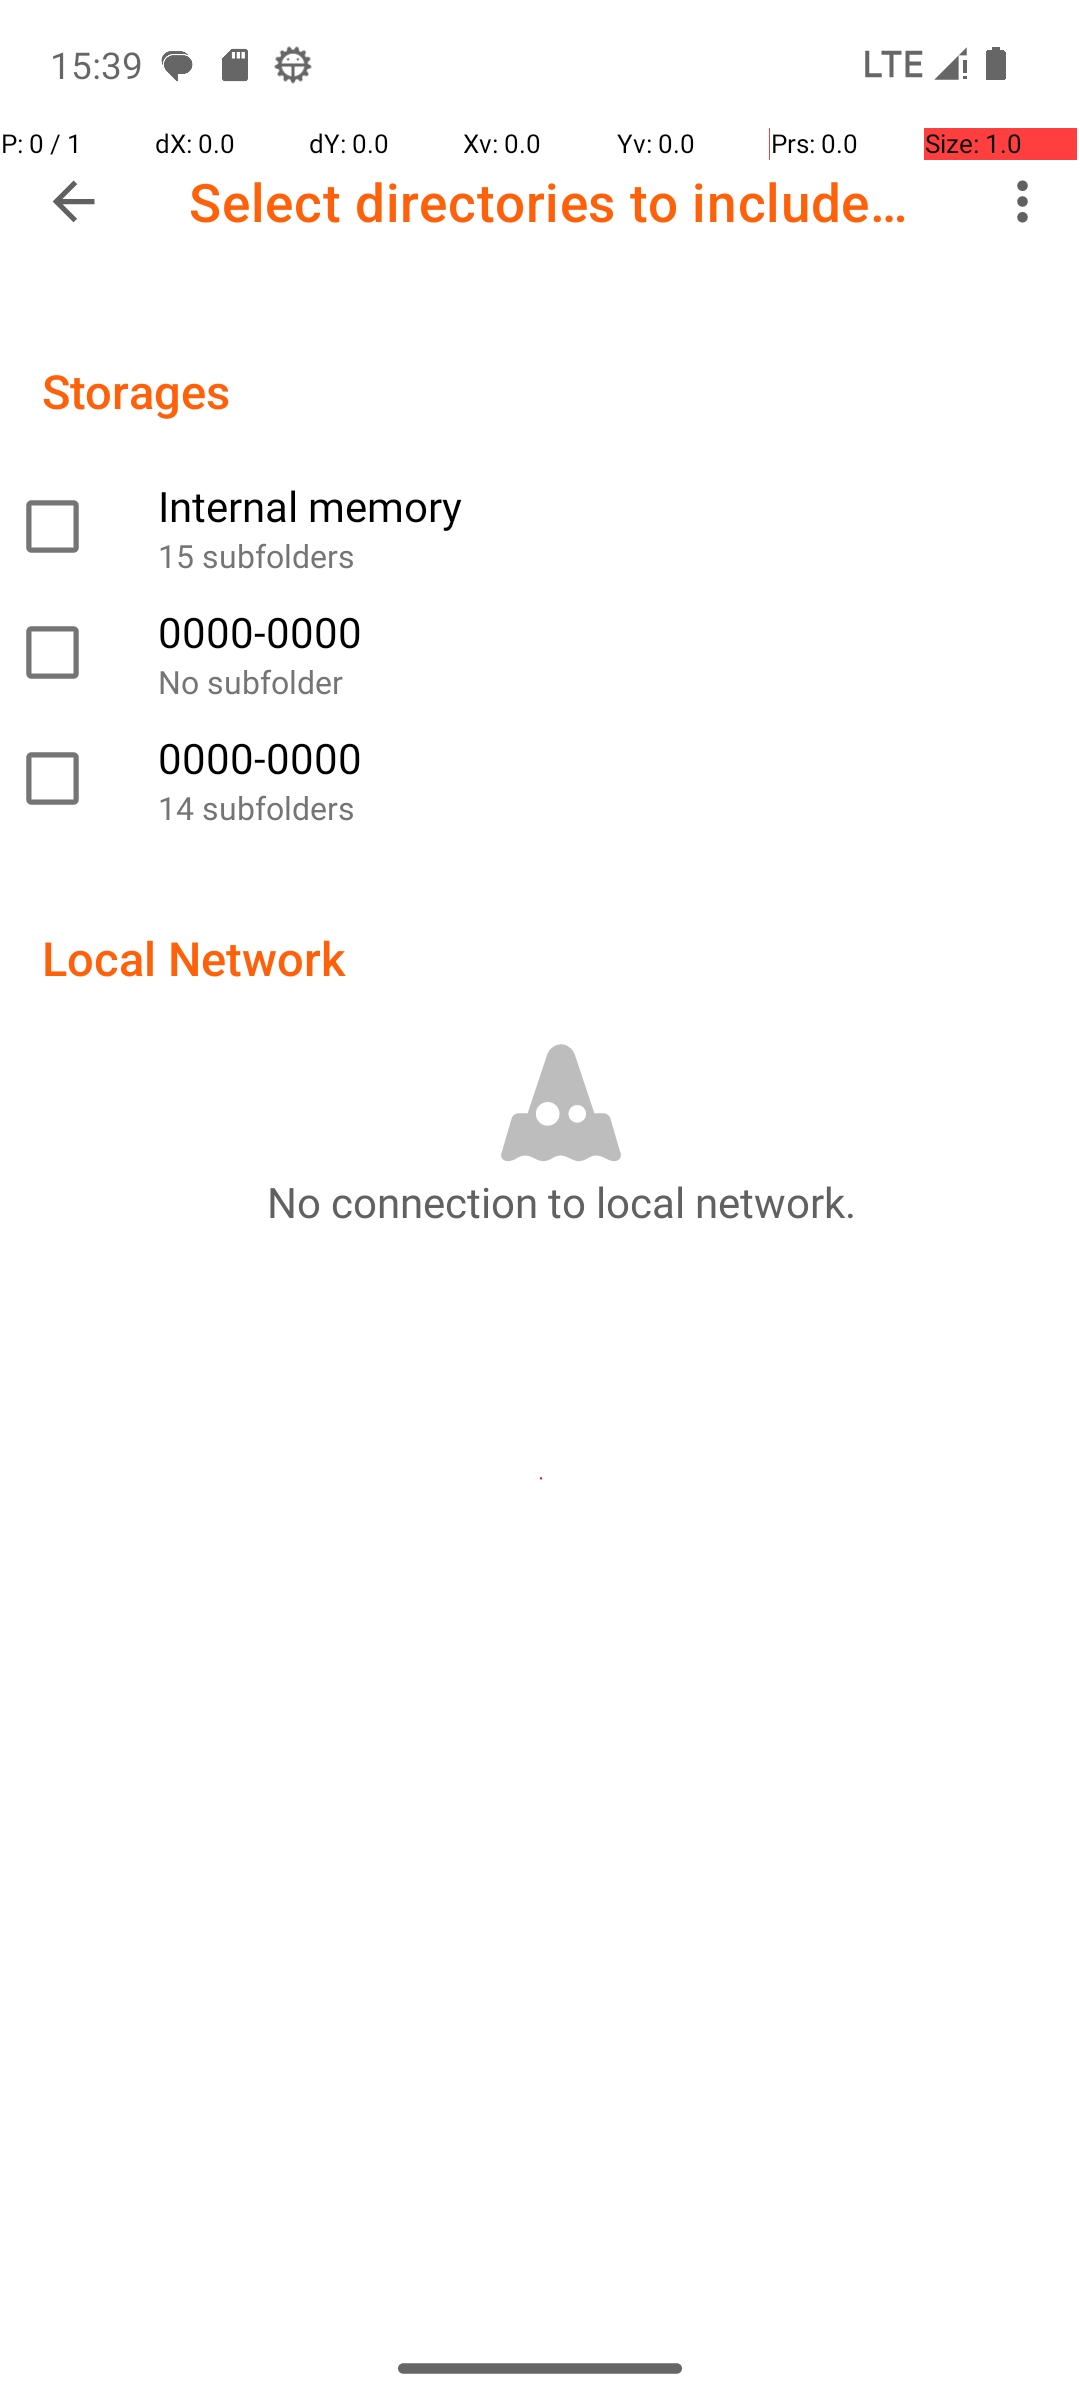 15:39
LTE
P: 0 / 1 dX: 0.0 dY: 0.0 Xv: 0.0 Yv: 0.0 Prs: 0.0 Size: 1.0
Select directories to include…
Storages
Internal memory
15 subfolders
0000-0000
No subfolder
0000-0000
14 subfolders
Local Network
No connection to local network.